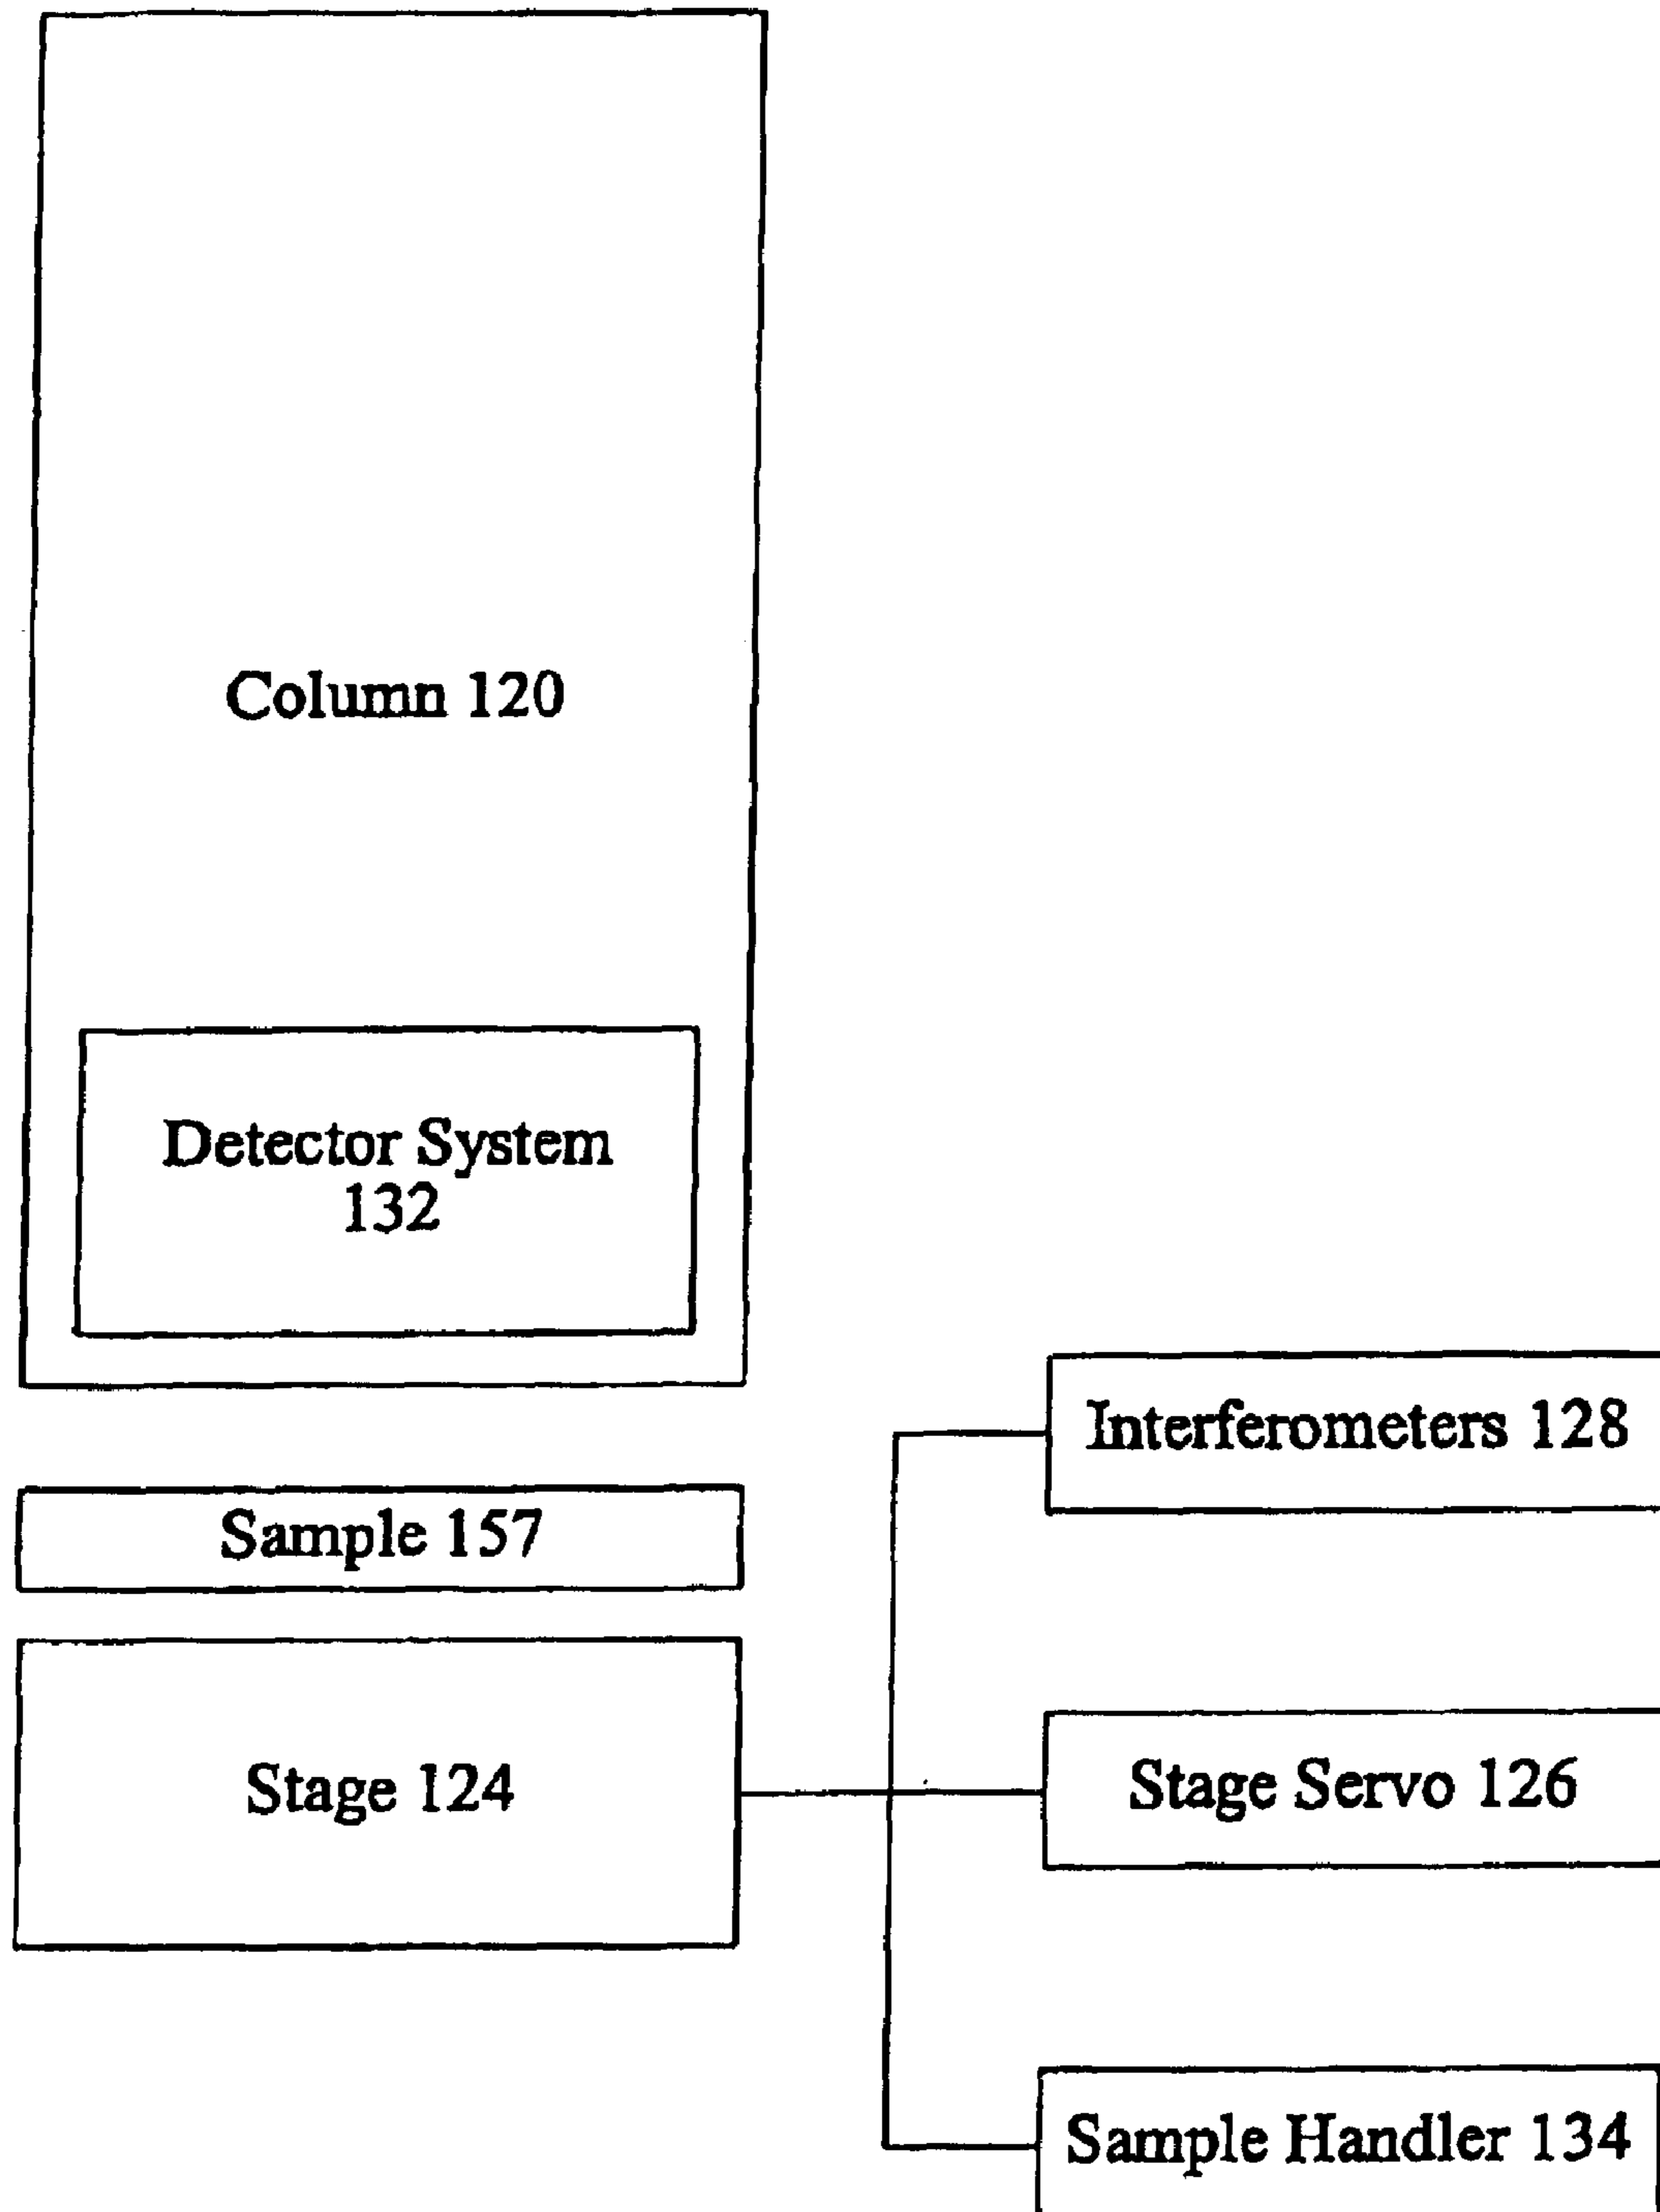 Column 120
Detector System
132
Interferometers 128
Sample 157
Stage 124
Stage Servo 126
Sample Handler 134